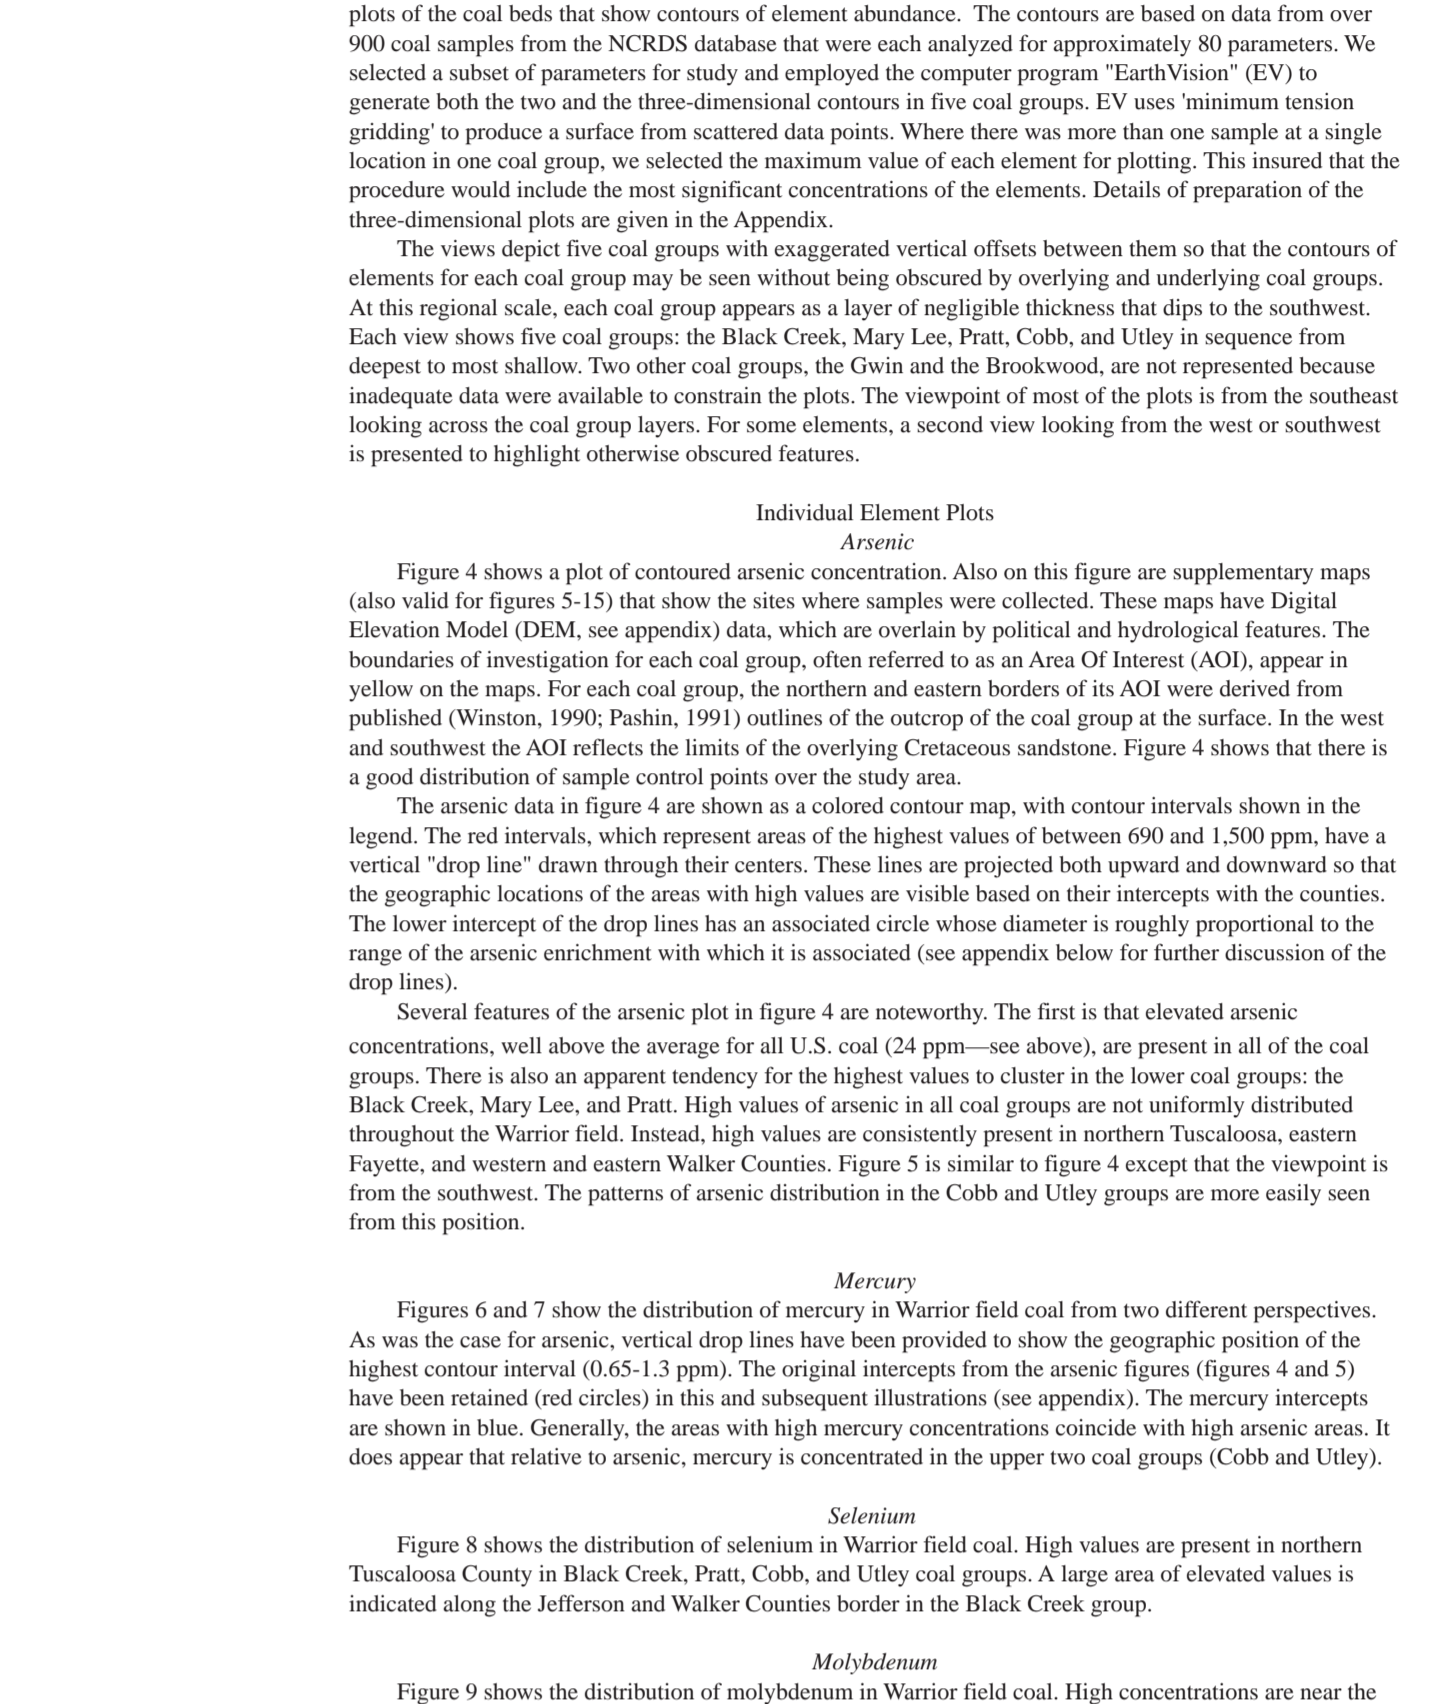 plots of the coal beds that show contours of element abundance.  The contours are based on data from over
900 coal samples from the NCRDS database that were each analyzed for approximately 80 parameters. We
selected a subset of parameters for study and employed the computer program "EarthVision" (EV) to
generate both the two and the three-dimensional contours in five coal groups. EV uses 'minimum tension
gridding' to produce a surface from scattered data points. Where there was more than one sample at a single
location in one coal group, we selected the maximum value of each element for plotting. This insured that the
procedure would include the most significant concentrations of the elements. Details of preparation of the
three-dimensional plots are given in the Appendix.
The views depict five coal groups with exaggerated vertical offsets between them so that the contours of
elements for each coal group may be seen without being obscured by overlying and underlying coal groups.
At this regional scale, each coal group appears as a layer of negligible thickness that dips to the southwest.
Each view shows five coal groups: the Black Creek, Mary Lee, Pratt, Cobb, and Utley in sequence from
deepest to most shallow. Two other coal groups, the Gwin and the Brookwood, are not represented because
inadequate data were available to constrain the plots. The viewpoint of most of the plots is from the southeast
looking across the coal group layers. For some elements, a second view looking from the west or southwest
is presented to highlight otherwise obscured features.
Individual Element Plots
Arsenic
Figure 4 shows a plot of contoured arsenic concentration. Also on this figure are supplementary maps
(also valid for figures 5-15) that show the sites where samples were collected. These maps have Digital
Elevation Model (DEM, see appendix) data, which are overlain by political and hydrological features. The
boundaries of investigation for each coal group, often referred to as an Area Of Interest (AOI), appear in
yellow on the maps. For each coal group, the northern and eastern borders of its AOI were derived from
published (Winston, 1990; Pashin, 1991) outlines of the outcrop of the coal group at the surface. In the west
and southwest the AOI reflects the limits of the overlying Cretaceous sandstone. Figure 4 shows that there is
a good distribution of sample control points over the study area.
The arsenic data in figure 4 are shown as a colored contour map, with contour intervals shown in the
legend. The red intervals, which represent areas of the highest values of between 690 and 1,500 ppm, have a
vertical "drop line" drawn through their centers. These lines are projected both upward and downward so that
the geographic locations of the areas with high values are visible based on their intercepts with the counties.
The lower intercept of the drop lines has an associated circle whose diameter is roughly proportional to the
range of the arsenic enrichment with which it is associated (see appendix below for further discussion of the
drop lines).
Several features of the arsenic plot in figure 4 are noteworthy. The first is that elevated arsenic
concentrations, well above the average for all U.S. coal (24 ppm—see above), are present in all of the coal
groups. There is also an apparent tendency for the highest values to cluster in the lower coal groups: the
Black Creek, Mary Lee, and Pratt. High values of arsenic in all coal groups are not uniformly distributed
throughout the Warrior field. Instead, high values are consistently present in northern Tuscaloosa, eastern
Fayette, and western and eastern Walker Counties. Figure 5 is similar to figure 4 except that the viewpoint is
from the southwest. The patterns of arsenic distribution in the Cobb and Utley groups are more easily seen
from this position.
Mercury
Figures 6 and 7 show the distribution of mercury in Warrior field coal from two different perspectives.
As was the case for arsenic, vertical drop lines have been provided to show the geographic position of the
highest contour interval (0.65-1.3 ppm). The original intercepts from the arsenic figures (figures 4 and 5)
have been retained (red circles) in this and subsequent illustrations (see appendix). The mercury intercepts
are shown in blue. Generally, the areas with high mercury concentrations coincide with high arsenic areas. It
does appear that relative to arsenic, mercury is concentrated in the upper two coal groups (Cobb and Utley).
Selenium
Figure 8 shows the distribution of selenium in Warrior field coal. High values are present in northern
Tuscaloosa County in Black Creek, Pratt, Cobb, and Utley coal groups. A large area of elevated values is
indicated along the Jefferson and Walker Counties border in the Black Creek group.
Molybdenum
Figure 9 shows the distribution of molybdenum in Warrior field coal. High concentrations are near the